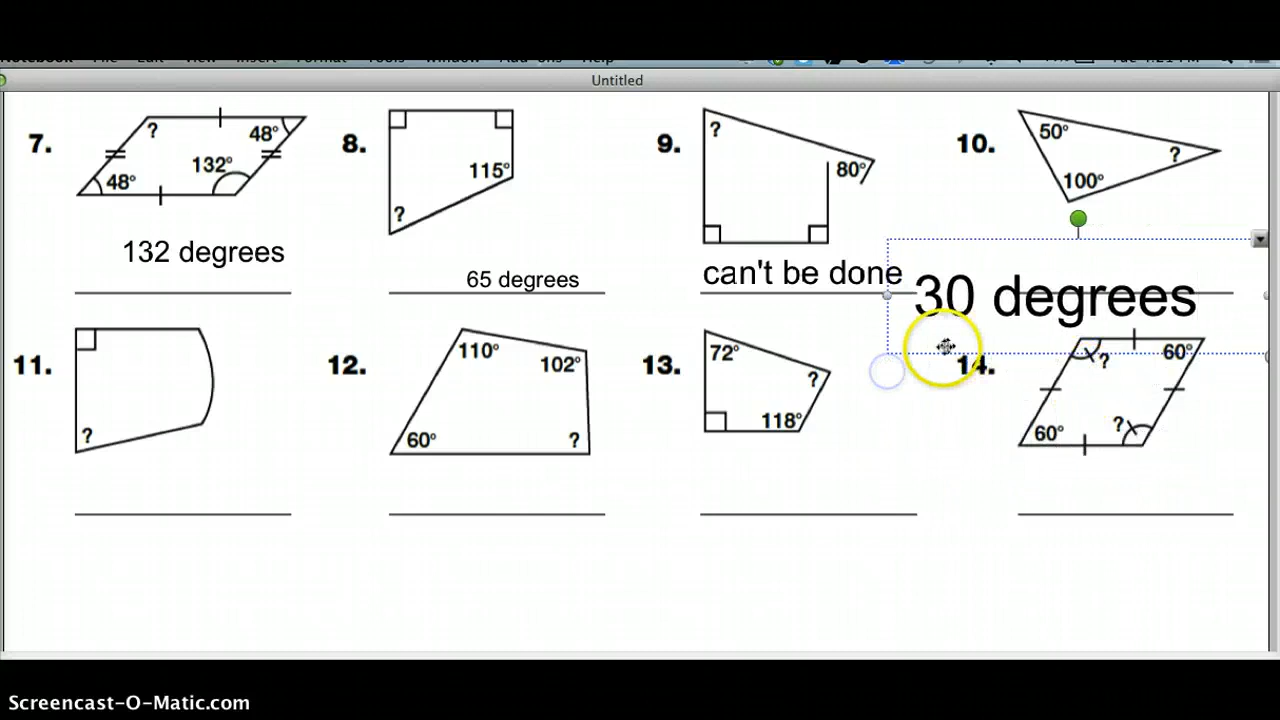 Untitled
7. ? 48° 132° 48°
132 degrees
8. 115° ?
65 degrees
9. ? 80°
can't be done
10. 50° ? 100°
30 degrees
11. ?
12. 110° 102° 60° ?
13. 72° ? 118°
14. ? 60° 60° ?
Screencast-O-Matic.com